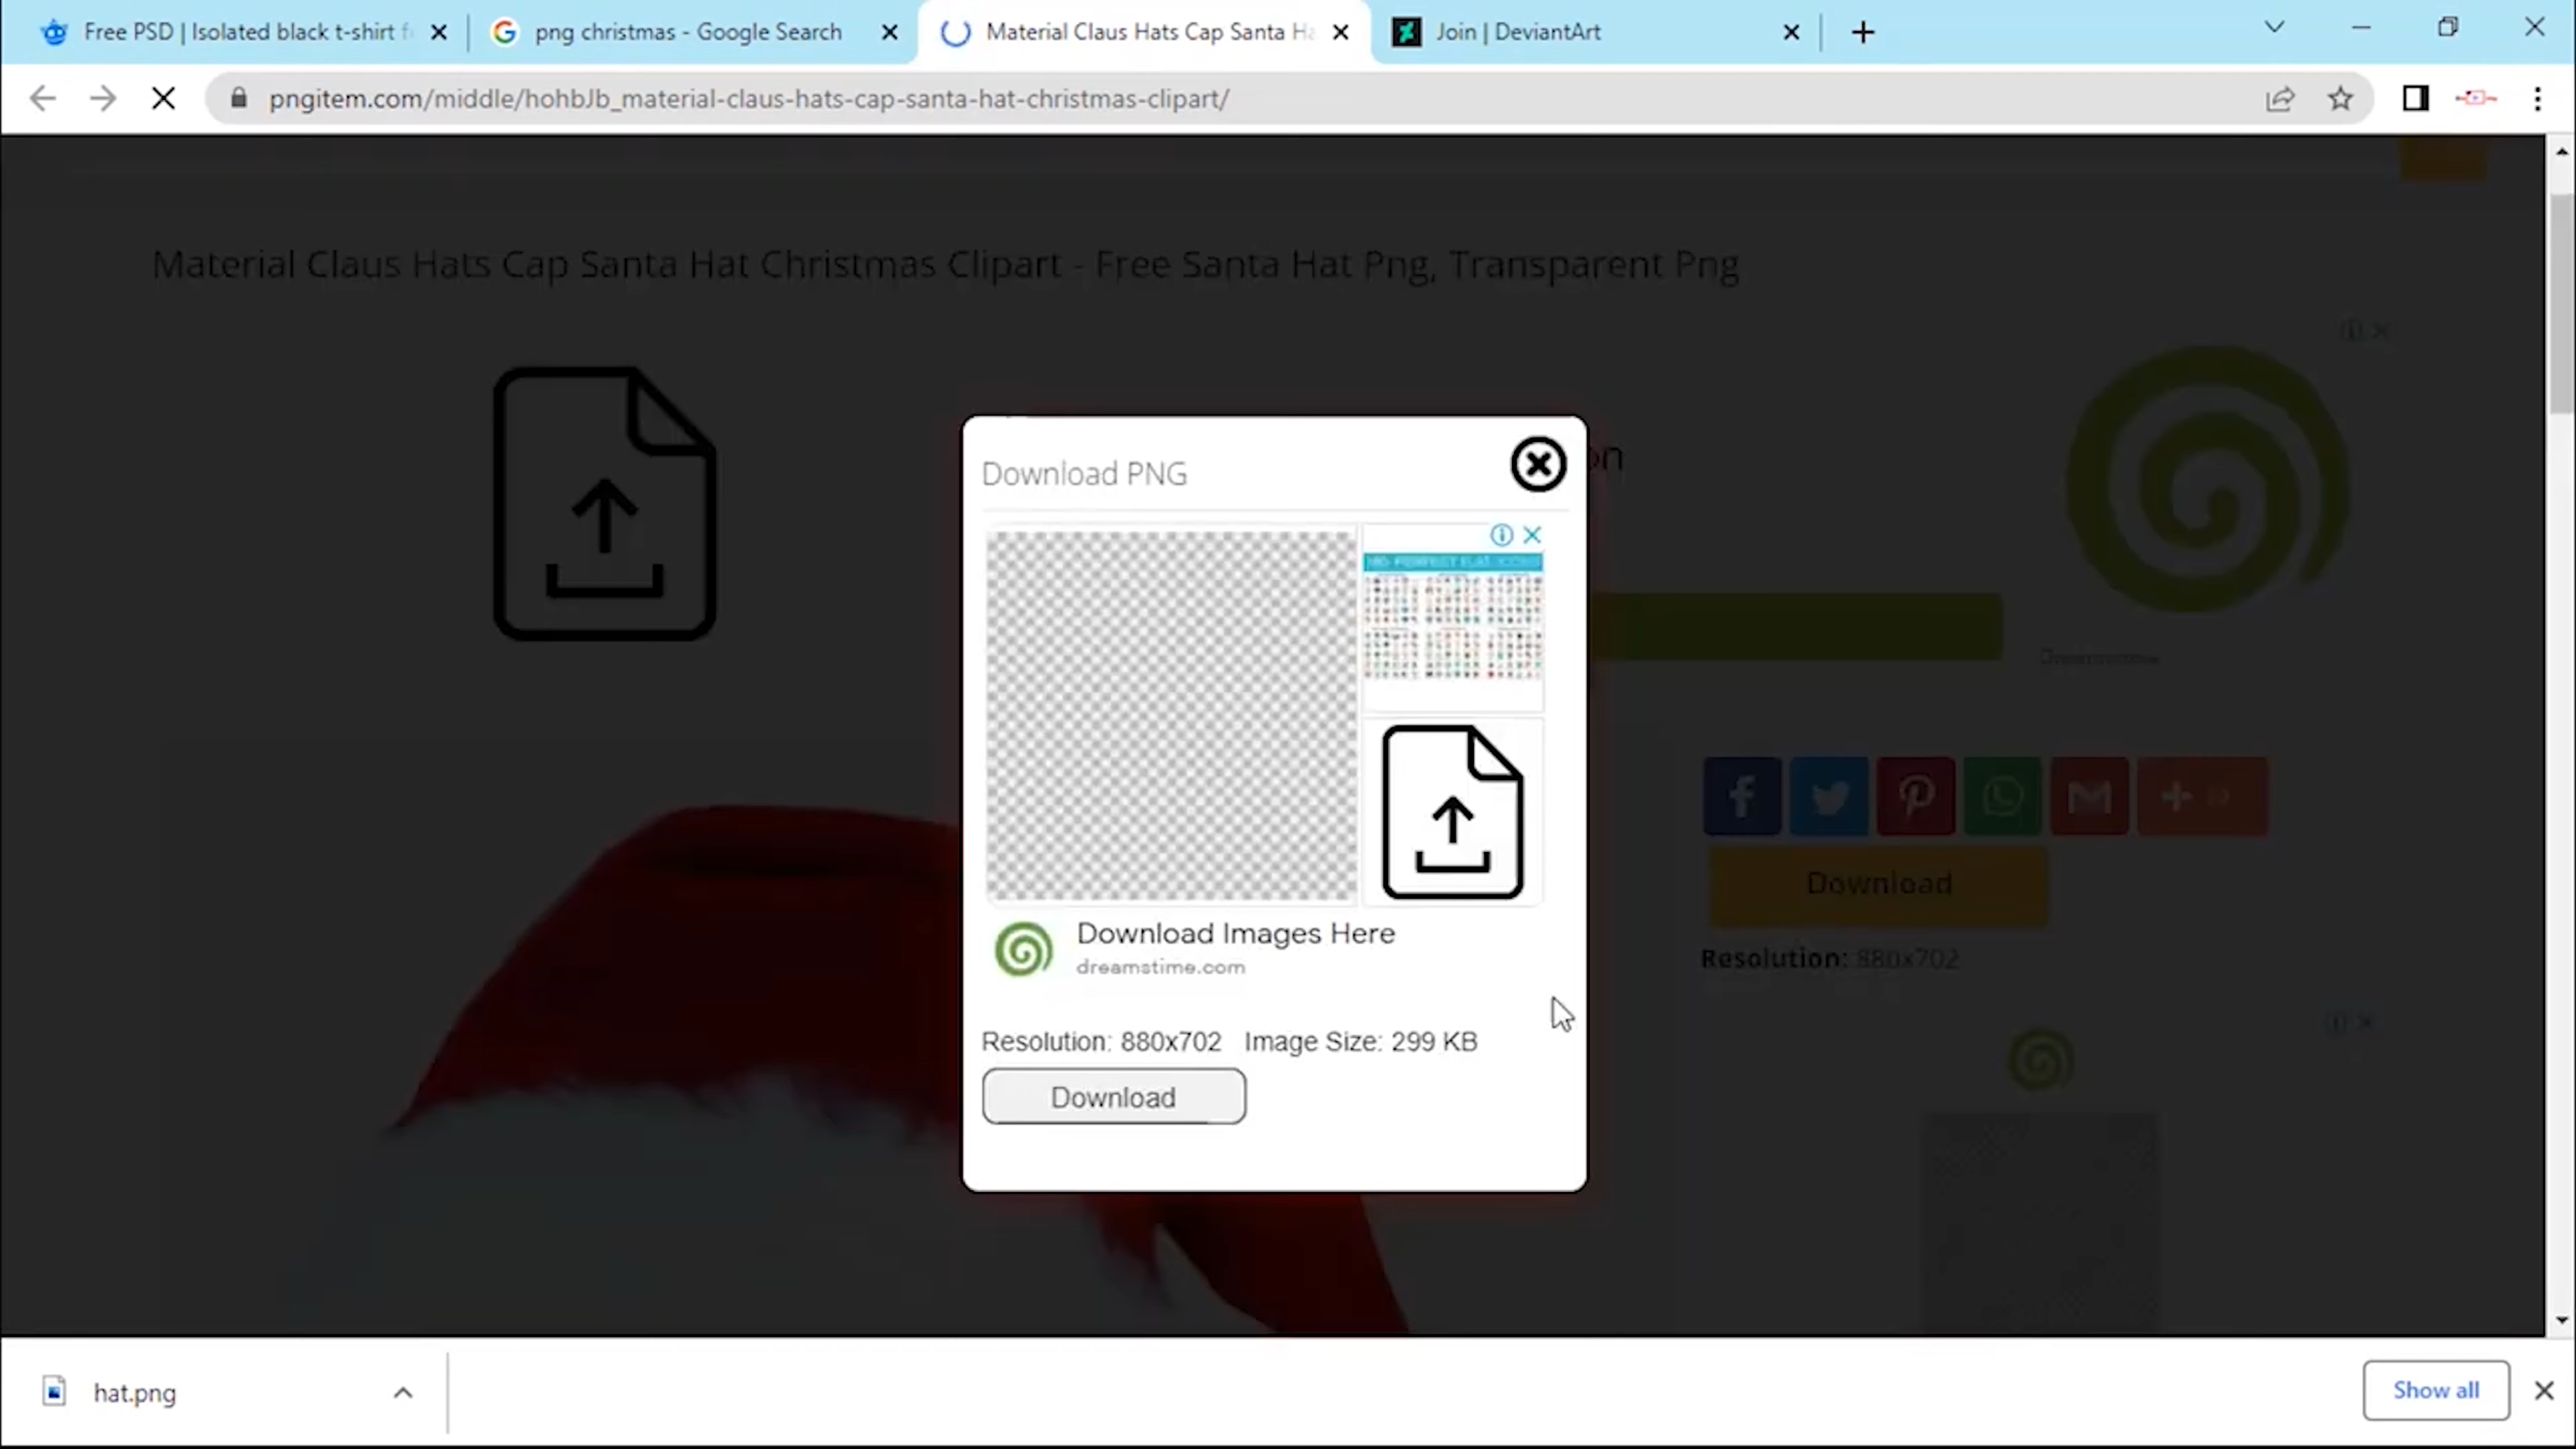 Free PSD | Isolated black t-shirt f
png christmas - Google Search
Material Claus Hats Cap Santa Ha
Join | DeviantArt
pngitem.com/middle/hohbJb_material-claus-hats-cap-santa-hat-christmas-clipart/
Material Claus Hats Cap Santa Hat Christmas Clipart - Free Santa Hat Png, Transparent Png
Download PNG
on
Dreamstime
Download Images Here
dreamstime.com
Download
Resolution: 880x702
Resolution: 880x702 Image Size: 299 KB
Download
hat.png
Show all